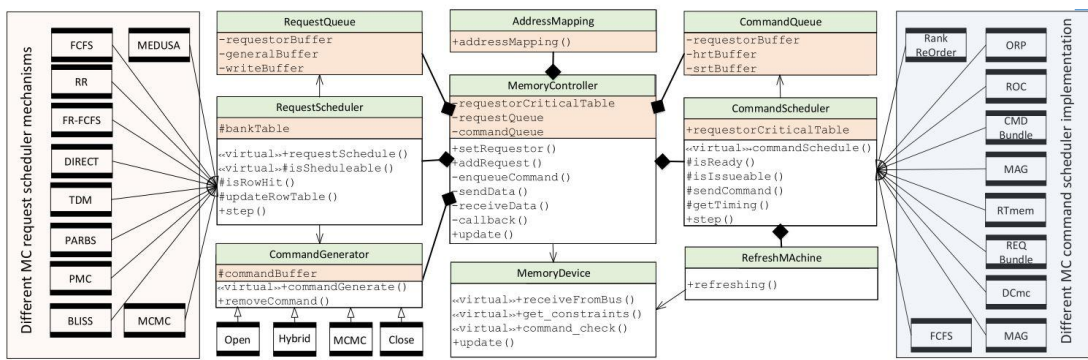 Different MC request scheduler mechanisms
FCFS
MEDUSA
RR
FR-FCFS
DIRECT
TDM
PARBS
PMC
BLISS
MCMC
RequestQueue
-requestorBuffer
-generalBuffer
-writeBuffer
RequestScheduler
#bankTable
«virtual»+requestSchedule()
«virtual»#isSheduleable()
#isRowHit()
#updateRowTable()
+step()
CommandGenerator
#commandBuffer
«virtual»+commandGenerate()
+removeCommand()
Open
Hybrid
MCMC
Close
AddressMapping
+addressMapping()
MemoryController
-requestorCriticalTable
-requestQueue
-commandQueue
+setRequestor()
+addRequest()
-enqueueCommand()
-sendData()
-receiveData()
-callback()
+update()
MemoryDevice
«virtual»+receiveFromBus()
«virtual»+get_constraints()
«virtual»+command_check()
+update()
CommandQueue
-requestorBuffer
-hrtBuffer
-srtBuffer
CommandScheduler
+requestorCriticalTable
«virtual»+commandSchedule()
#isReady()
#isIssueable()
#sendCommand()
#getTiming()
+step()
RefreshMAchine
+refreshing()
Rank
ReOrder
ORP
ROC
CMD
Bundle
MAG
RTmem
REQ
Bundle
DCmc
FCFS
MAG
Different MC command scheduler implementation